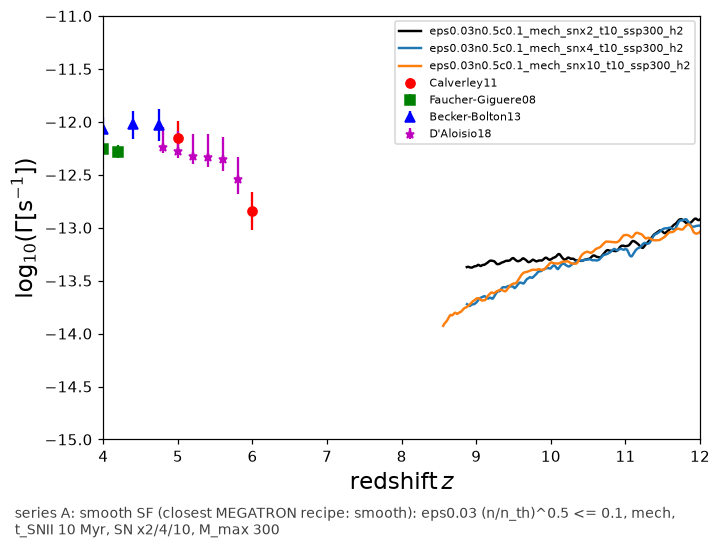 −11.0
−11.5
−12.0
−12.5
−13.0
−13.5
−14.0
−14.5
−15.0
log₁₀(Γ[s⁻¹])
eps0.03n0.5c0.1_mech_snx2_t10_ssp300_h2
eps0.03n0.5c0.1_mech_snx4_t10_ssp300_h2
eps0.03n0.5c0.1_mech_snx10_t10_ssp300_h2
Calverley11
Faucher-Giguere08
Becker-Bolton13
D'Aloisio18
4 5 6 7 8 9 10 11 12
redshift z
series A: smooth SF (closest MEGATRON recipe: smooth): eps0.03 (n/n_th)^0.5 <= 0.1, mech,
t_SNII 10 Myr, SN x2/4/10, M_max 300